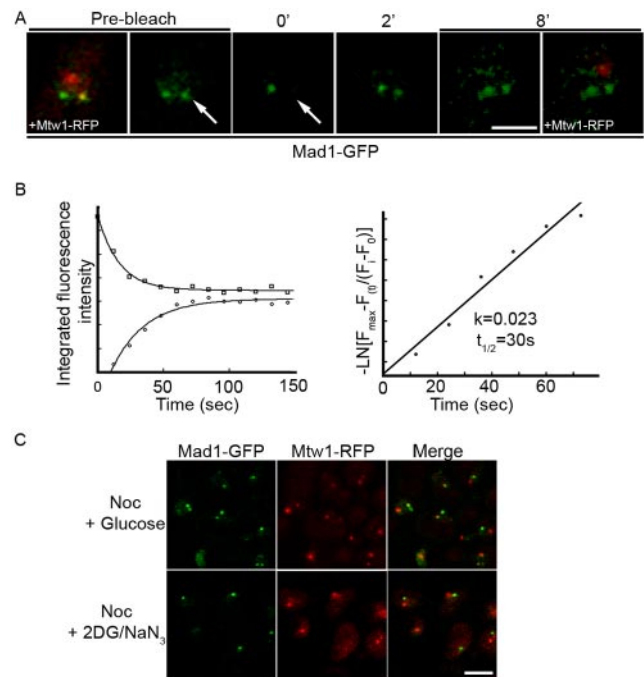 A
Pre-bleach 0' 2' 8'
+Mtw1-RFP +Mtw1-RFP
Mad1-GFP
B
Integrated fluorescence
intensity
0 50 100 150
Time (sec)
-LN[F_max-F_(t)/(F_i-F_0)]
k=0.023
t_1/2=30s
0 20 40 60
Time (sec)
C
Mad1-GFP Mtw1-RFP Merge
Noc
+ Glucose
Noc
+ 2DG/NaN_3